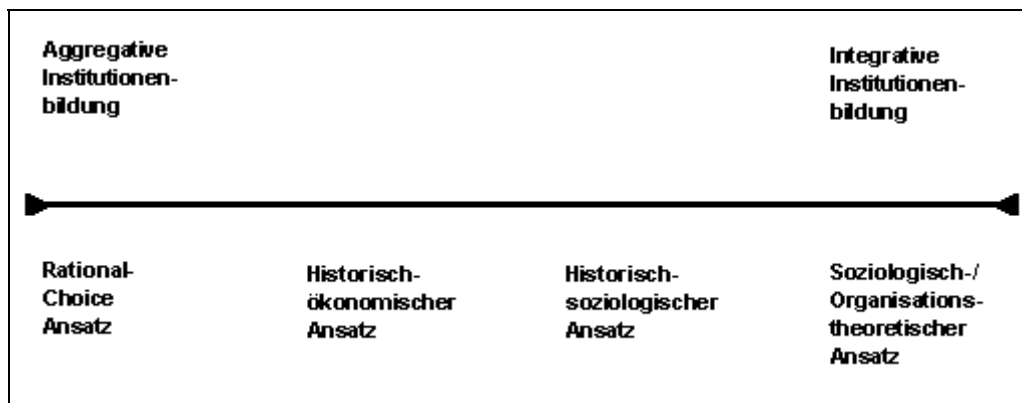 Aggregative
Institutionen-
bildung
Integrative
Institutionen-
bildung
Rational-
Choice
Ansatz
Historisch-
ökonomischer
Ansatz
Historisch-
soziologischer
Ansatz
Soziologisch-/
Organisations-
theoretischer
Ansatz